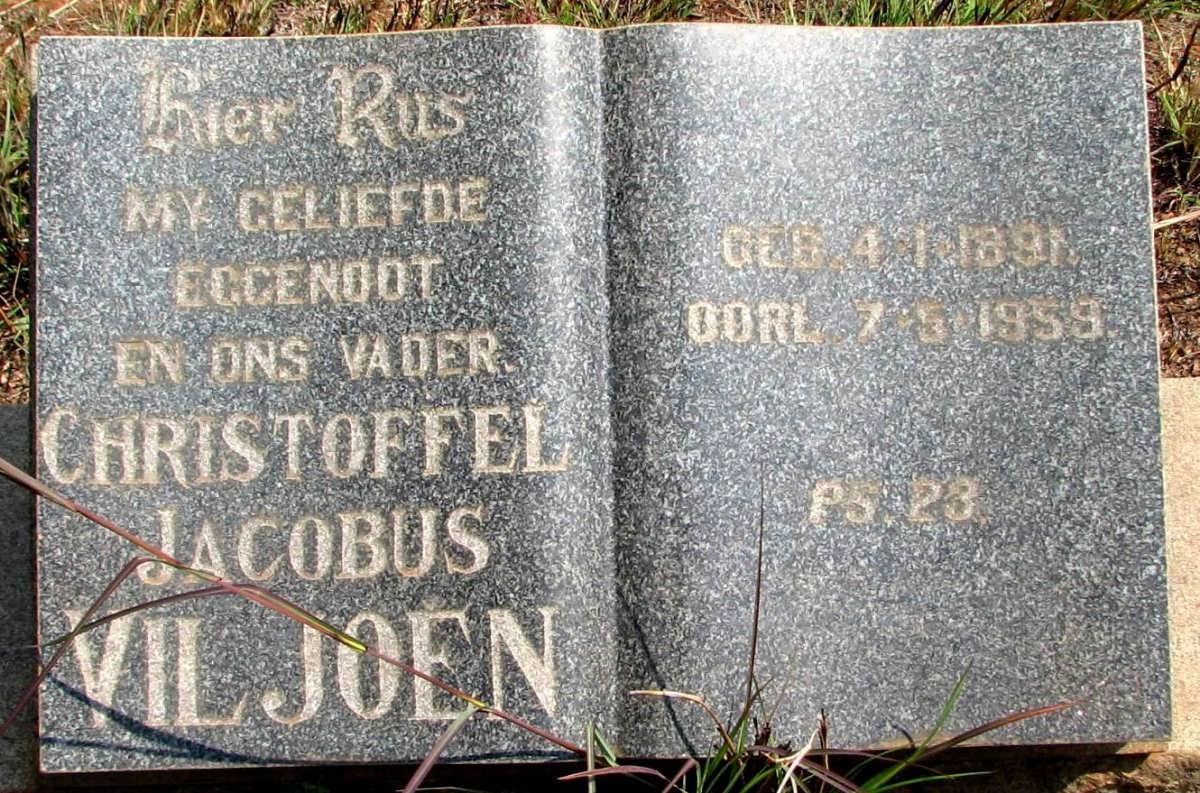 Hier Rus
MY GELIEFDE
EGGENOOT
EN ONS VADER.
CHRISTOFFEL
JACOBUS
VILJOEN
GEB. 4·1·1891.
OORL. 7·5·1959.
PS. 23.